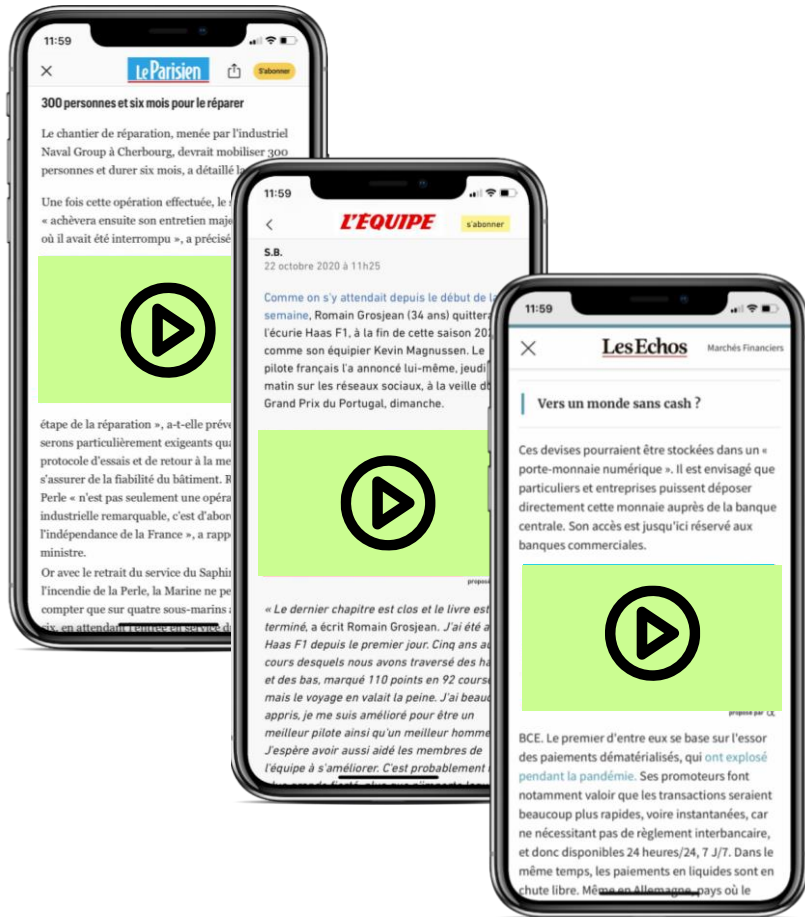 11:59
Le Parisien
S'abonner
300 personnes et six mois pour le réparer
Le chantier de réparation, menée par l'industriel
Naval Group à Cherbourg, devrait mobiliser 300
personnes et durer six mois, a détaillé la
Une fois cette opération effectuée, le
« achèvera ensuite son entretien
où il avait été interrompu », a précisé
étape de la réparation », a-t-elle
serons particulièrement exigeants
protocole d'essais et de retour à la
s'assurer de la fiabilité du bâtiment.
Perle « n'est pas seulement une
industrielle remarquable, c'est
l'indépendance de la France », a
ministre.
Or avec le retrait du service du
l'incendie de la Perle, la Marine ne
compter que sur quatre sous-marins
six, en attendant l'entrée en service
11:59
L'ÉQUIPE
s'abonner
S.B.
22 octobre 2020 à 11h25
Comme on s'y attendait depuis le début de
semaine, Romain Grosjean (34 ans)
l'écurie Haas F1, à la fin de cette saison
comme son équipier Kevin Magnussen. Le
pilote français l'a annoncé lui-même, jeudi
matin sur les réseaux sociaux, à la veille
Grand Prix du Portugal, dimanche.
« Le dernier chapitre est clos et le livre est
terminé, a écrit Romain Grosjean. J'ai été
Haas F1 depuis le premier jour. Cinq ans
cours desquels nous avons traversé des
et des bas, marqué 110 points en 92
mais le voyage en valait la peine. J'ai
appris, je me suis amélioré pour être un
meilleur pilote ainsi qu'un meilleur homme
J'espère avoir aussi aidé les membres de
l'équipe à s'améliorer. C'est probablement
11:59
Les Echos
Marchés Financiers
Vers un monde sans cash ?
Ces devises pourraient être stockées dans un «
porte-monnaie numérique ». Il est envisagé que
particuliers et entreprises puissent déposer
directement cette monnaie auprès de la banque
centrale. Son accès est jusqu'ici réservé aux
banques commerciales.
proposé par
BCE. Le premier d'entre eux se base sur l'essor
des paiements dématérialisés, qui ont explosé
pendant la pandémie. Ses promoteurs font
notamment valoir que les transactions seraient
beaucoup plus rapides, voire instantanées, car
ne nécessitant pas de règlement interbancaire,
et donc disponibles 24 heures/24, 7 J/7. Dans le
même temps, les paiements en liquides sont en
chute libre. Même en Allemagne, pays où le